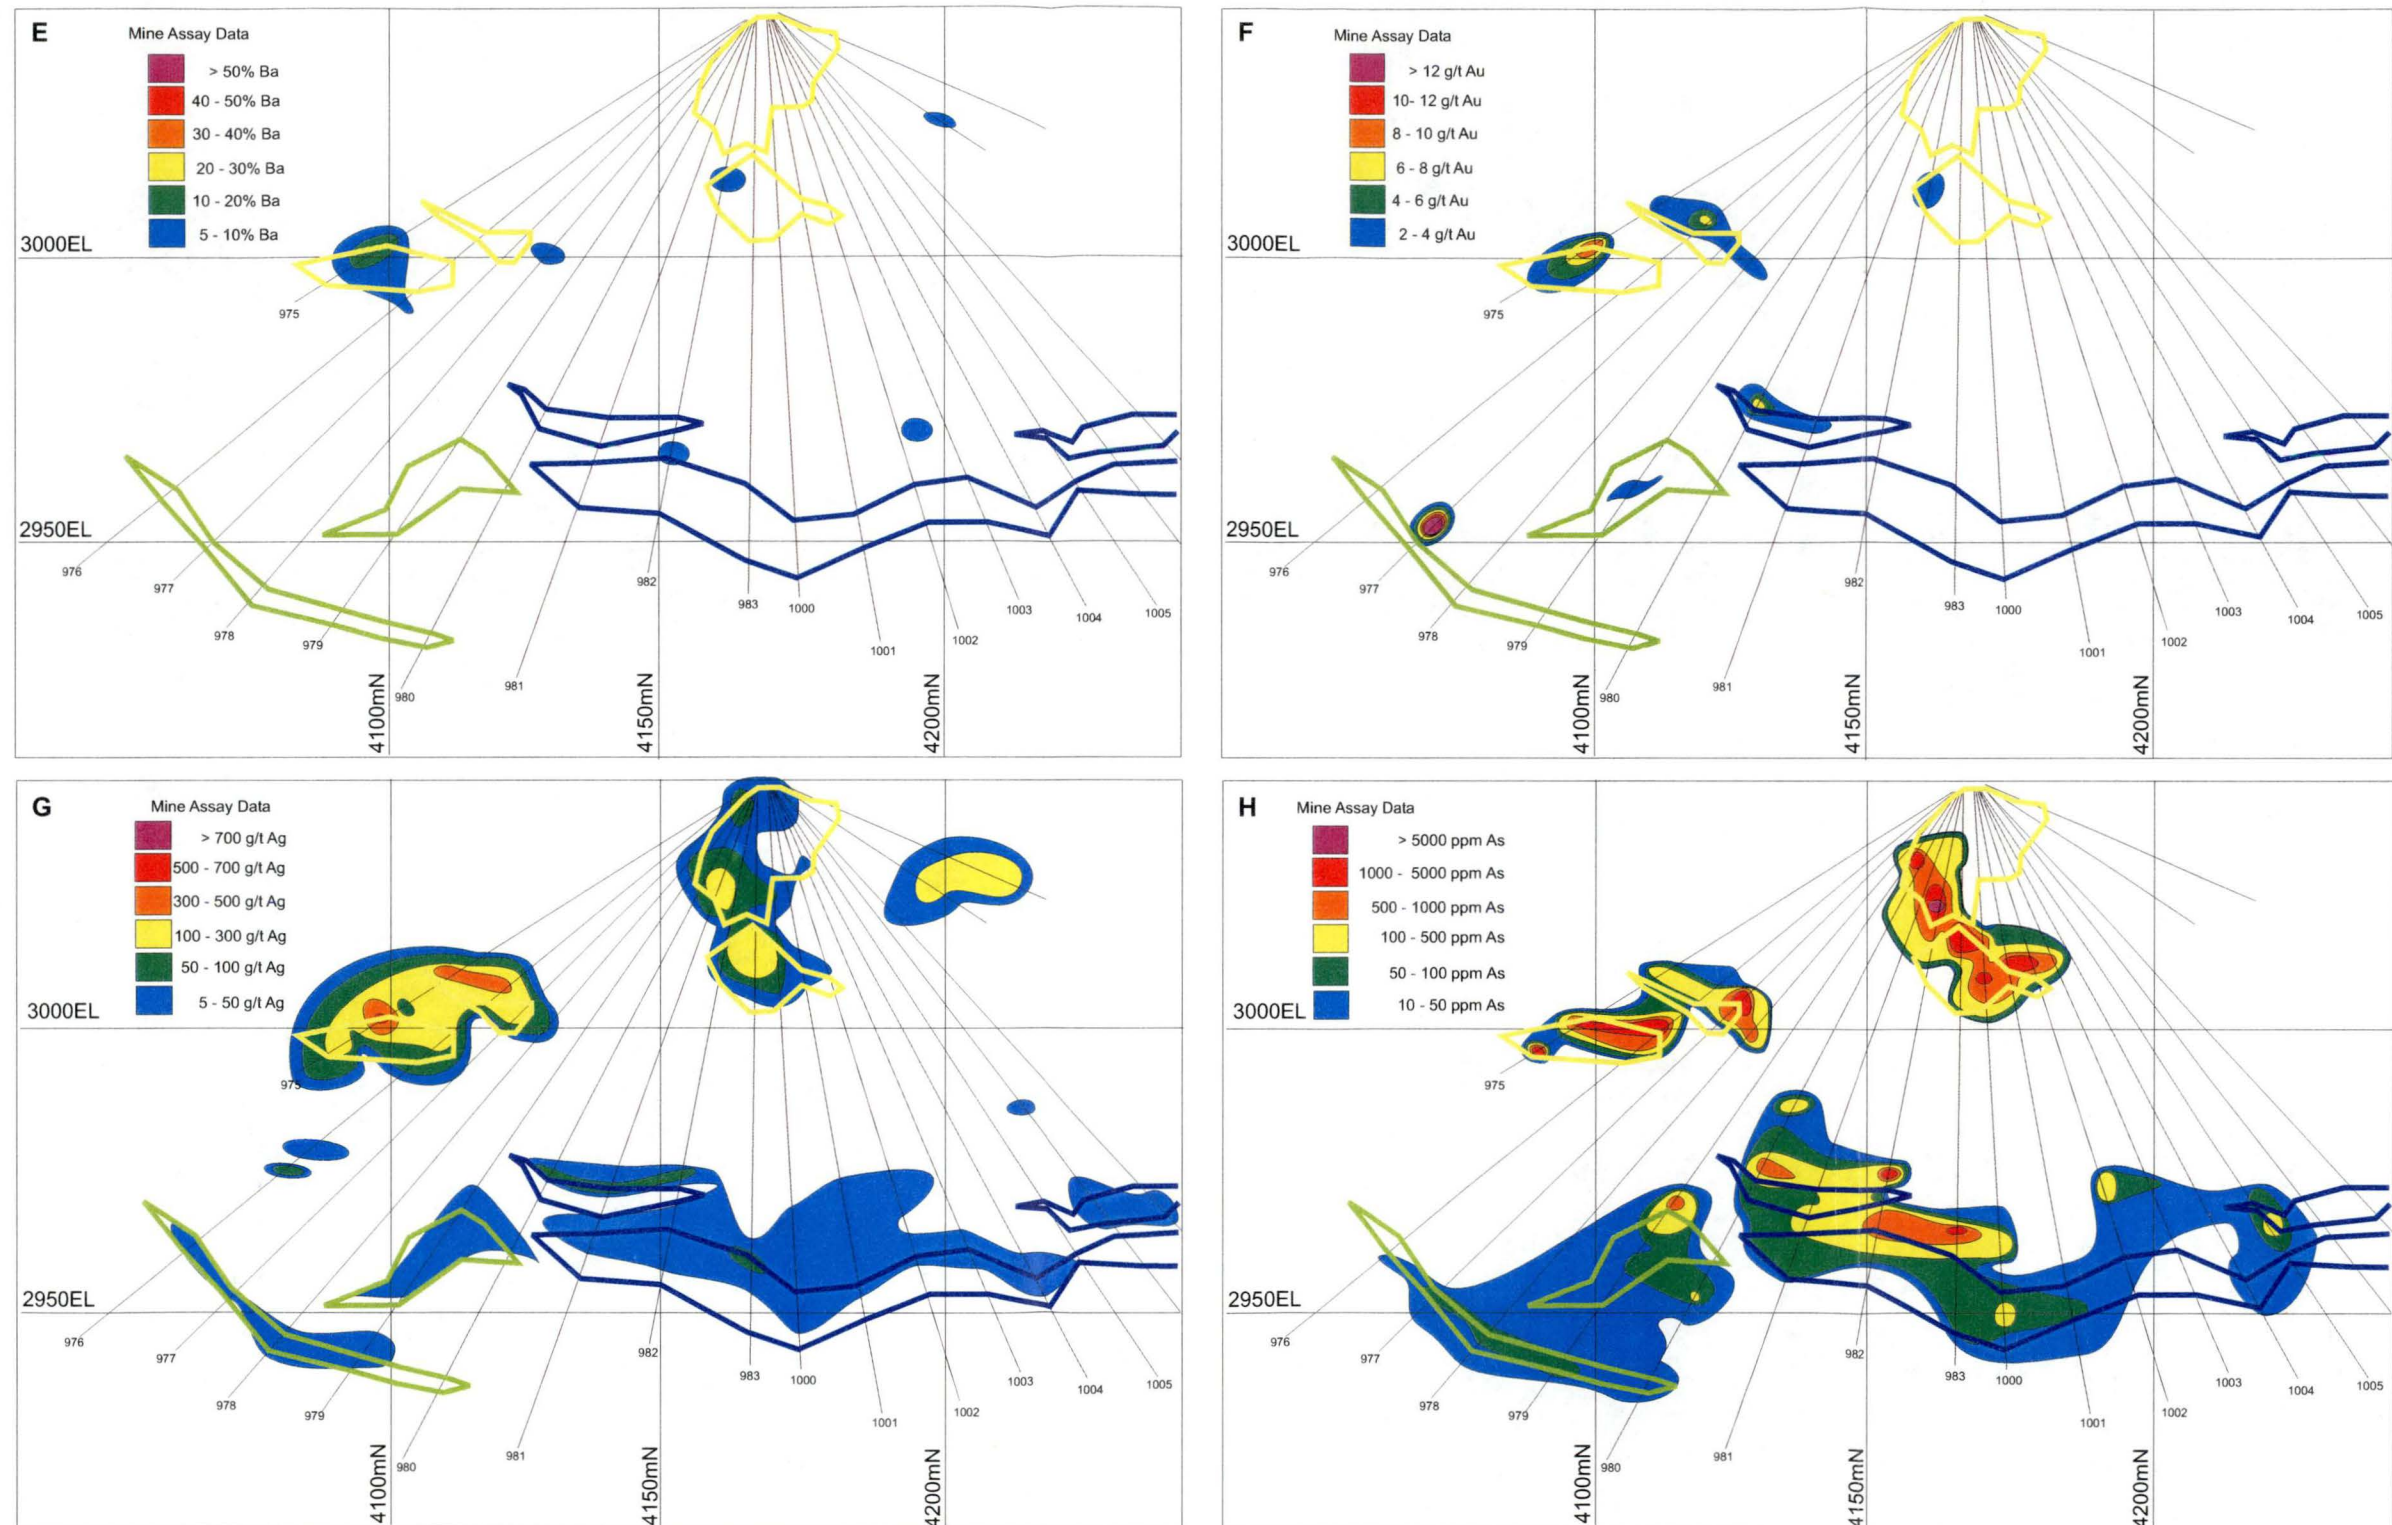 E
Mine Assay Data
> 50% Ba
40 - 50% Ba
30 - 40% Ba
20 - 30% Ba
10 - 20% Ba
5 - 10% Ba
3000EL
975
2950EL
976
977
978
979
980
981
982
983
1000
1001
1002
1003
1004
1005
4100mN
4150mN
4200mN
F
Mine Assay Data
> 12 g/t Au
10- 12 g/t Au
8 - 10 g/t Au
6 - 8 g/t Au
4 - 6 g/t Au
2 - 4 g/t Au
3000EL
975
2950EL
976
977
978
979
980
981
982
983
1000
1001
1002
1003
1004
1005
4100mN
4150mN
4200mN
G
Mine Assay Data
> 700 g/t Ag
500 - 700 g/t Ag
300 - 500 g/t Ag
100 - 300 g/t Ag
50 - 100 g/t Ag
5 - 50 g/t Ag
3000EL
975
2950EL
976
977
978
979
980
981
982
983
1000
1001
1002
1003
1004
1005
4100mN
4150mN
4200mN
H
Mine Assay Data
> 5000 ppm As
1000 - 5000 ppm As
500 - 1000 ppm As
100 - 500 ppm As
50 - 100 ppm As
10 - 50 ppm As
3000EL
975
2950EL
976
977
978
979
980
981
982
983
1000
1001
1002
1003
1004
1005
4100mN
4150mN
4200mN